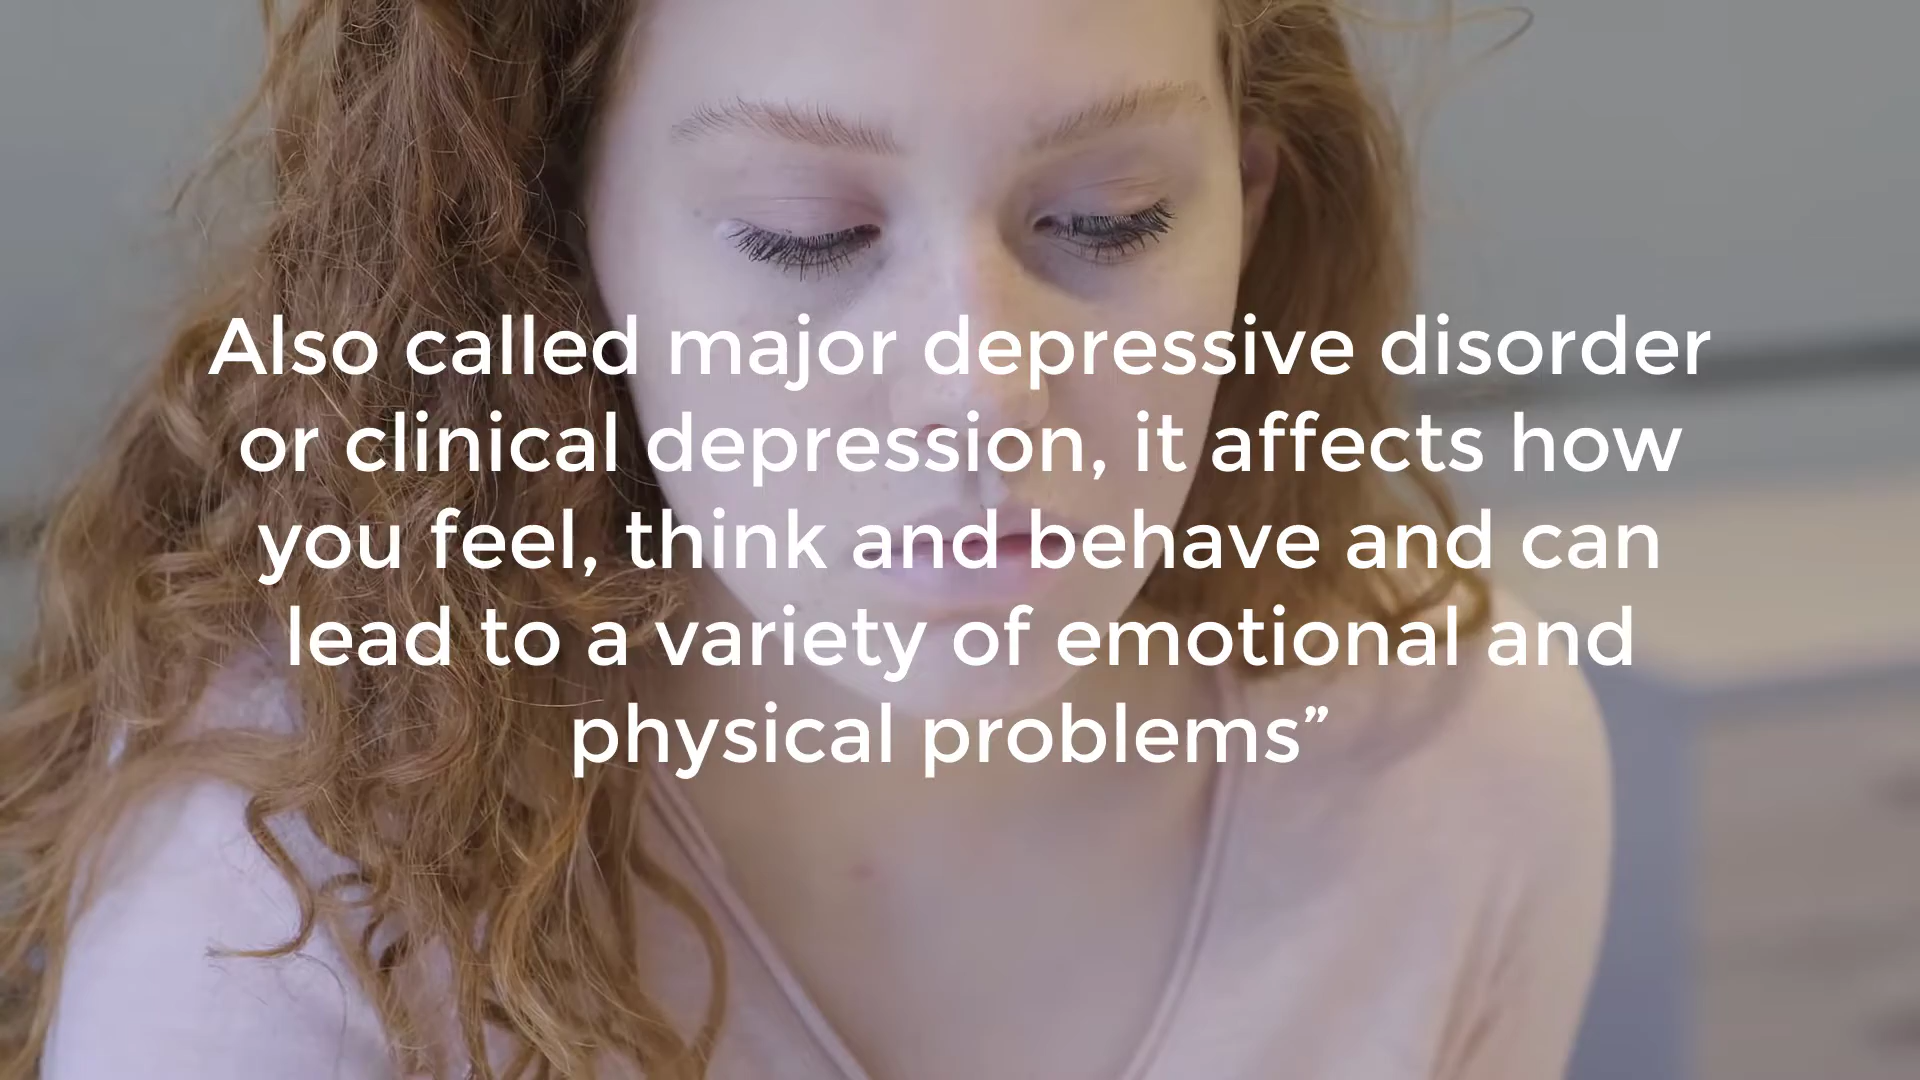 Also called major depressive disorder
or clinical depression, it affects how
you feel, think and behave and can
lead to a variety of emotional and
physical problems”